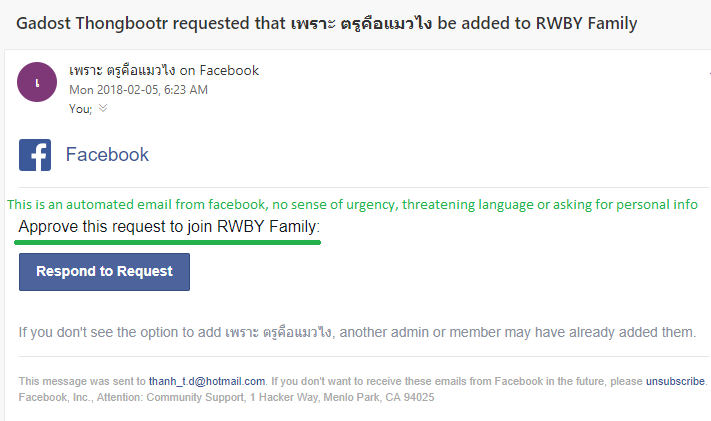 Gadost Thongbootr requested that เพราะ ตรูคือแมวไง be added to RWBY Family
เ
เพราะ ตรูคือแมวไง on Facebook
Mon 2018-02-05, 6:23 AM
You;
f Facebook
This is an automated email from facebook, no sense of urgency, threatening language or asking for personal info
Approve this request to join RWBY Family:
Respond to Request
If you don't see the option to add เพราะ ตรูคือแมวไง, another admin or member may have already added them.
This message was sent to thanh_t.d@hotmail.com. If you don't want to receive these emails from Facebook in the future, please unsubscribe.
Facebook, Inc., Attention: Community Support, 1 Hacker Way, Menlo Park, CA 94025